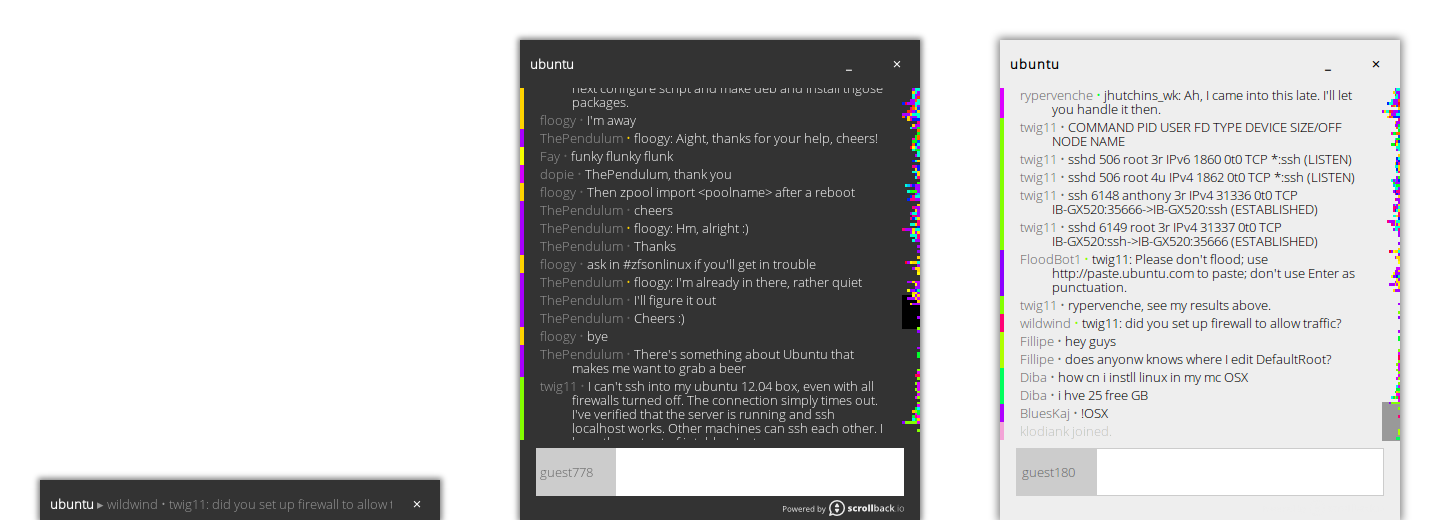 ubuntu ▸ wildwind • twig11: did you set up firewall to allow ×
ubuntu _ ×
next configure script and make deb and install those
packages.
floogy • I'm away
ThePendulum • floogy: Aight, thanks for your help, cheers!
Fay • funky flunky flunk
dopie • ThePendulum, thank you
floogy • Then zpool import <poolname> after a reboot
ThePendulum • cheers
ThePendulum • floogy: Hm, alright :)
ThePendulum • Thanks
floogy • ask in #zfsonlinux if you'll get in trouble
ThePendulum • floogy: I'm already in there, rather quiet
ThePendulum • I'll figure it out
ThePendulum • Cheers :)
floogy • bye
ThePendulum • There's something about Ubuntu that
makes me want to grab a beer
twig11 • I can't ssh into my ubuntu 12.04 box, even with all
firewalls turned off. The connection simply times out.
I've verified that the server is running and ssh
localhost works. Other machines can ssh each other. I
guest778
Powered by scrollback.io
ubuntu _ ×
rypervenche • jhutchins_wk: Ah, I came into this late. I'll let
you handle it then.
twig11 • COMMAND PID USER FD TYPE DEVICE SIZE/OFF
NODE NAME
twig11 • sshd 506 root 3r IPv6 1860 0t0 TCP *:ssh (LISTEN)
twig11 • sshd 506 root 4u IPv4 1862 0t0 TCP *:ssh (LISTEN)
twig11 • ssh 6148 anthony 3r IPv4 31336 0t0 TCP
IB-GX520:35666->IB-GX520:ssh (ESTABLISHED)
twig11 • sshd 6149 root 3r IPv4 31337 0t0 TCP
IB-GX520:ssh->IB-GX520:35666 (ESTABLISHED)
FloodBot1 • twig11: Please don't flood; use
http://paste.ubuntu.com to paste; don't use Enter as
punctuation.
twig11 • rypervenche, see my results above.
wildwind • twig11: did you set up firewall to allow traffic?
Fillipe • hey guys
Fillipe • does anyonw knows where I edit DefaultRoot?
Diba • how cn i instll linux in my mc OSX
Diba • i hve 25 free GB
BluesKaj • !OSX
klodiank joined.
guest180